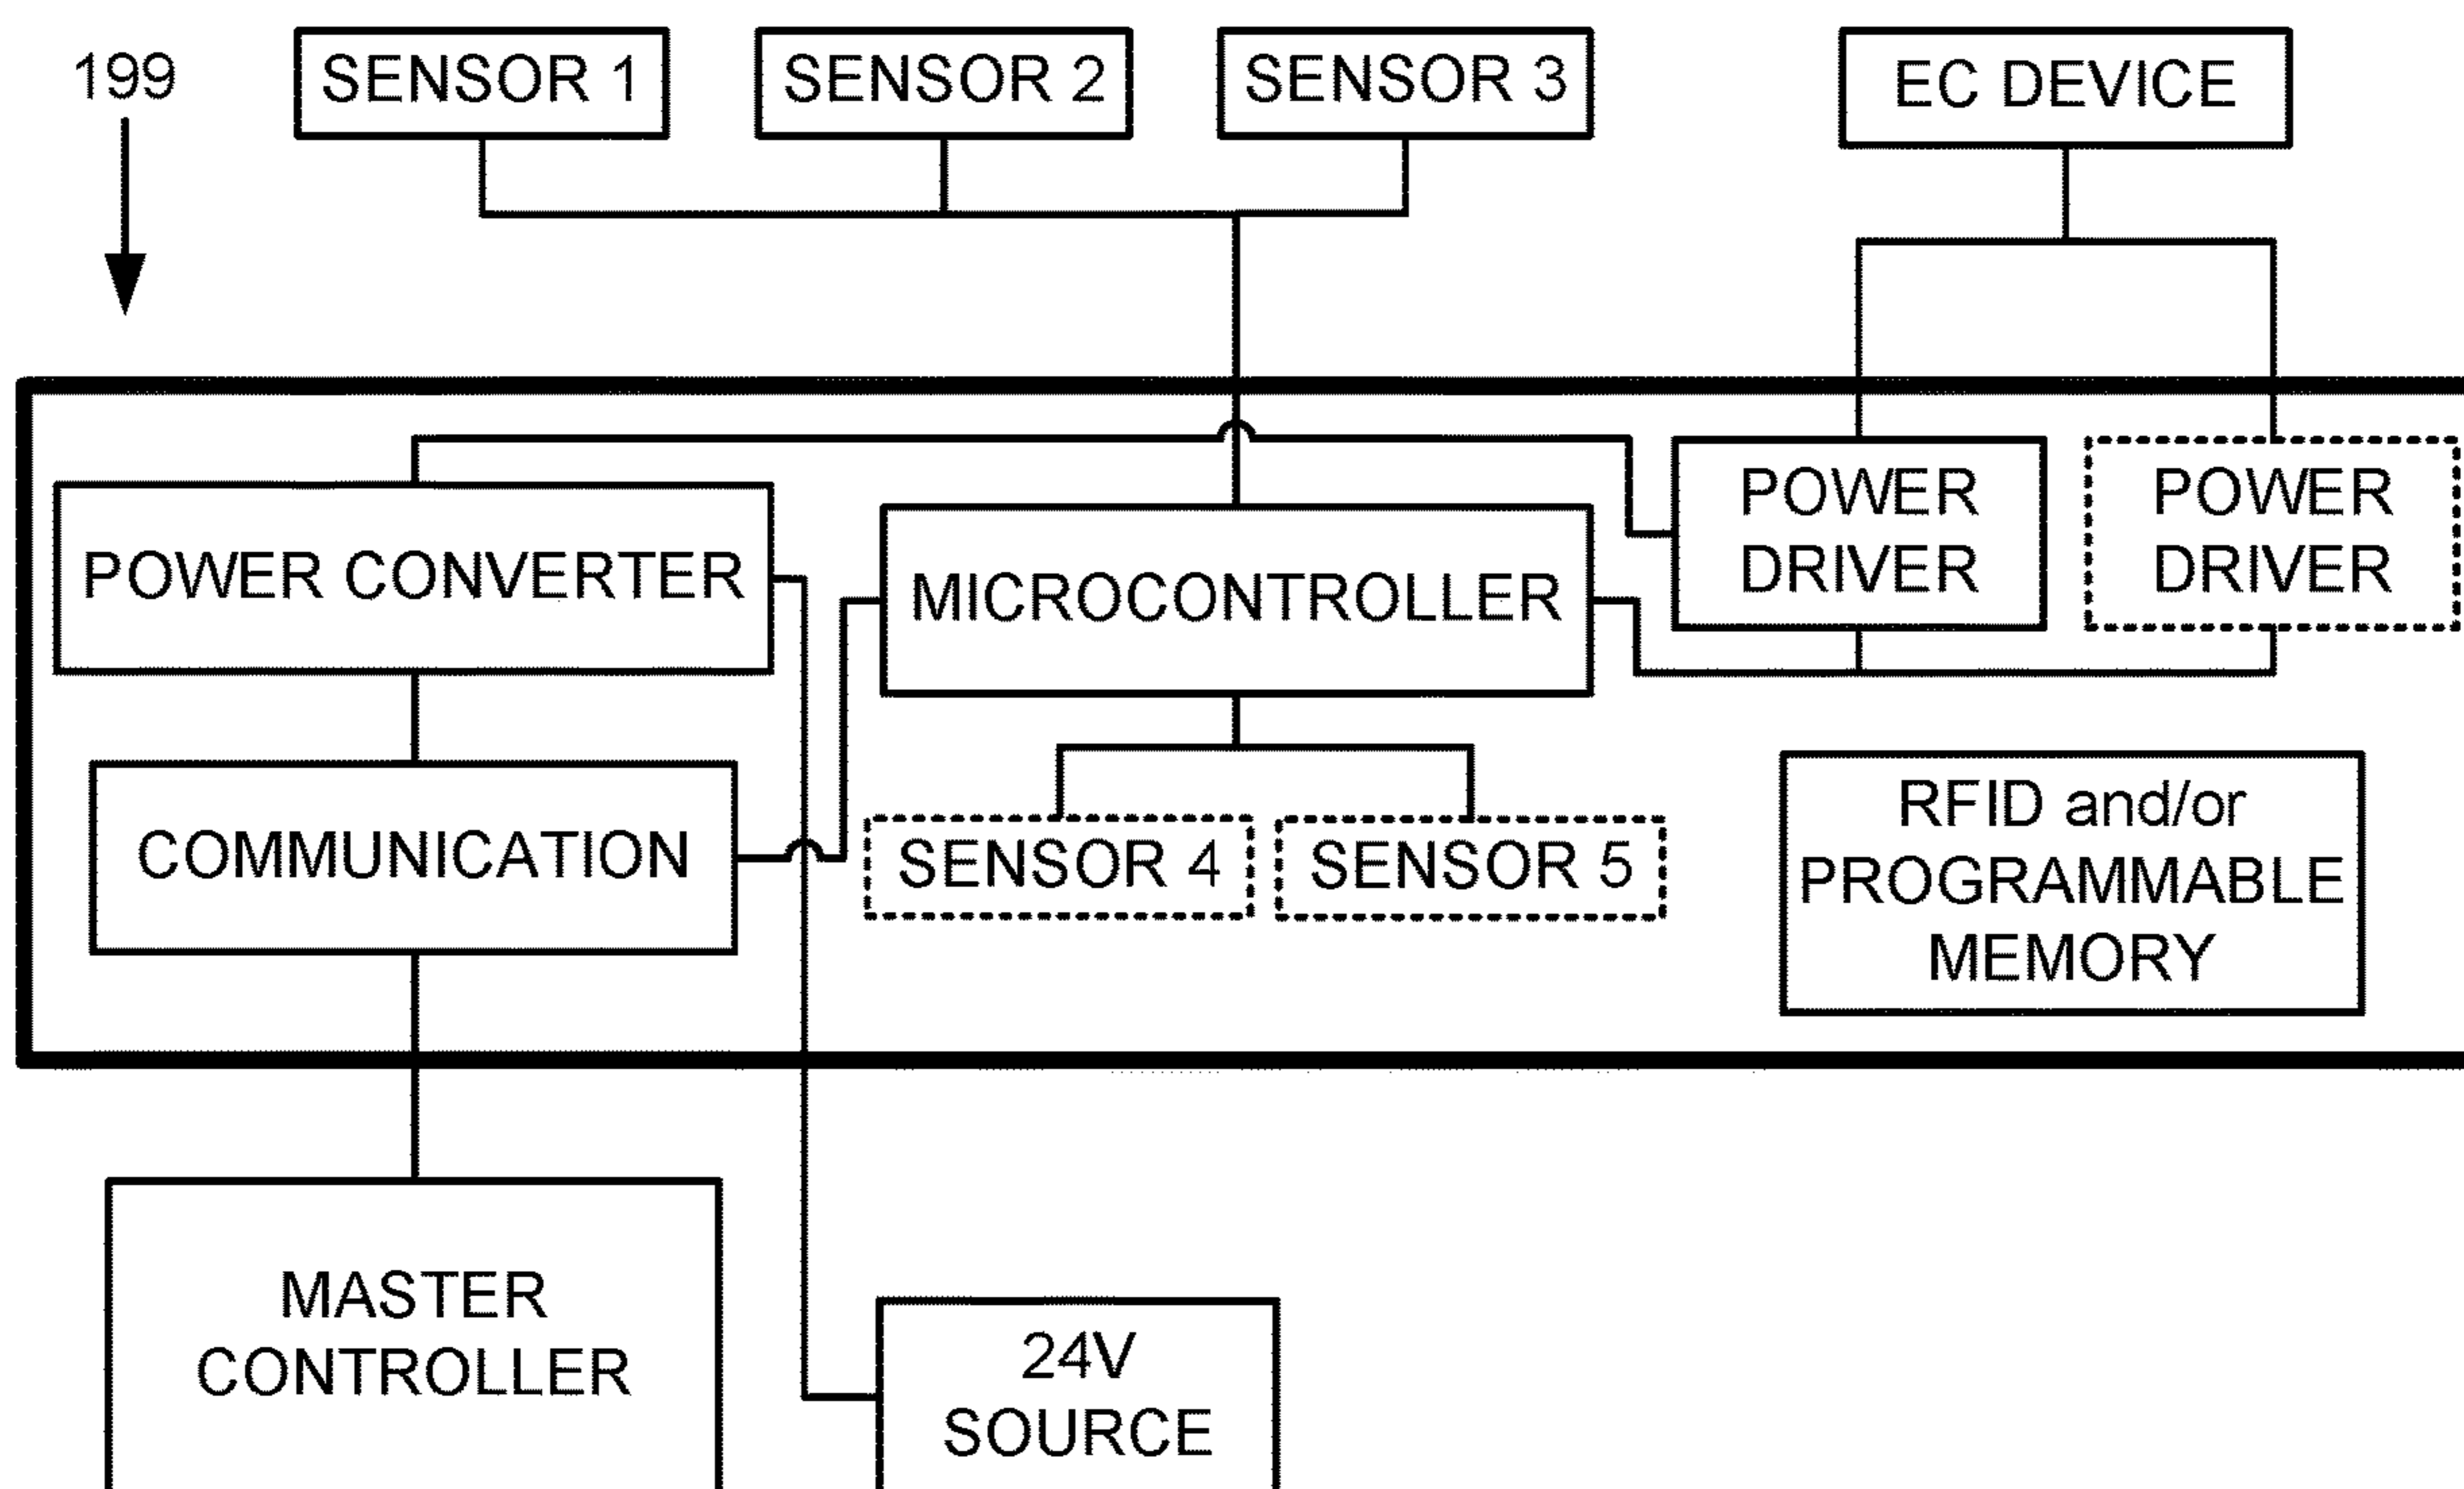 199
SENSOR 1
SENSOR 2
SENSOR 3
EC DEVICE
POWER CONVERTER
MICROCONTROLLER
POWER
DRIVER
POWER
DRIVER
COMMUNICATION
SENSOR 4
SENSOR 5
RFID and/or
PROGRAMMABLE
MEMORY
MASTER
CONTROLLER
24V
SOURCE